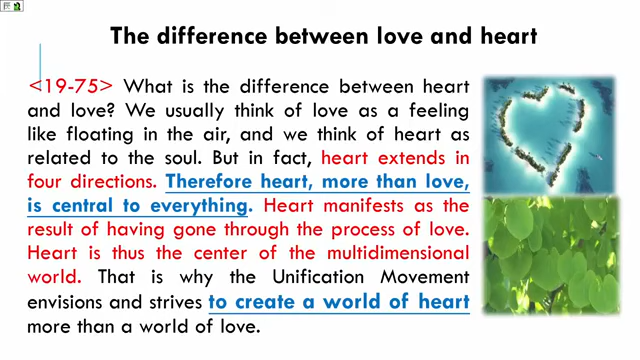 The difference between love and heart
<19-75> What is the difference between heart
and love? We usually think of love as a feeling
like floating in the air, and we think of heart as
related to the soul. But in fact, heart extends in
four directions. Therefore heart, more than love,
is central to everything. Heart manifests as the
result of having gone through the process of love.
Heart is thus the center of the multidimensional
world. That is why the Unification Movement
envisions and strives to create a world of heart
more than a world of love.